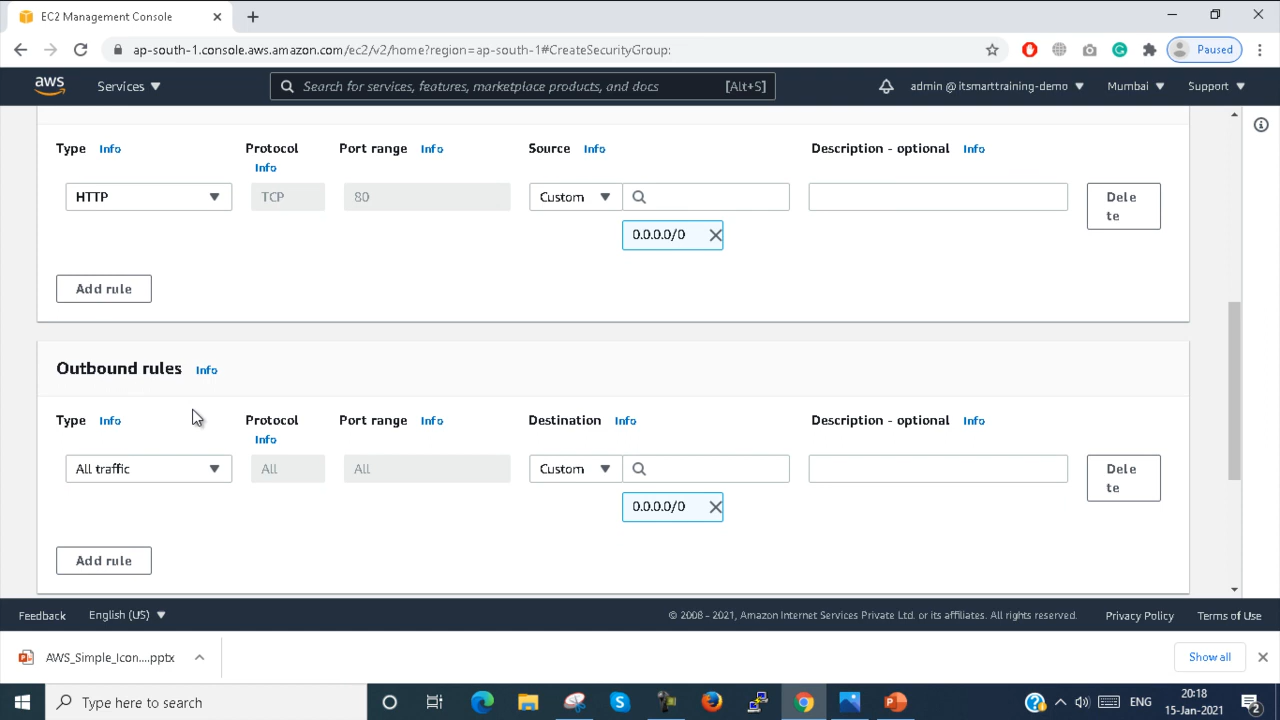 EC2 Management Console
ap-south-1.console.aws.amazon.com/ec2/v2/home?region=ap-south-1#CreateSecurityGroup:
Paused
aws
Services
Search for services, features, marketplace products, and docs
[Alt+S]
admin @ itsmarttraining-demo
Mumbai
Support
Type Info
Protocol Info
Port range Info
Source Info
Description - optional Info
HTTP
TCP
80
Custom
Dele
te
0.0.0.0/0
Add rule
Outbound rules Info
Type Info
Protocol Info
Port range Info
Destination Info
Description - optional Info
All traffic
All
All
Custom
Dele
te
0.0.0.0/0
Add rule
Feedback
English (US)
© 2008 - 2021, Amazon Internet Services Private Ltd. or its affiliates. All rights reserved.
Privacy Policy
Terms of Use
AWS_Simple_Icon....pptx
Show all
Type here to search
ENG
20:18
15-Jan-2021
2